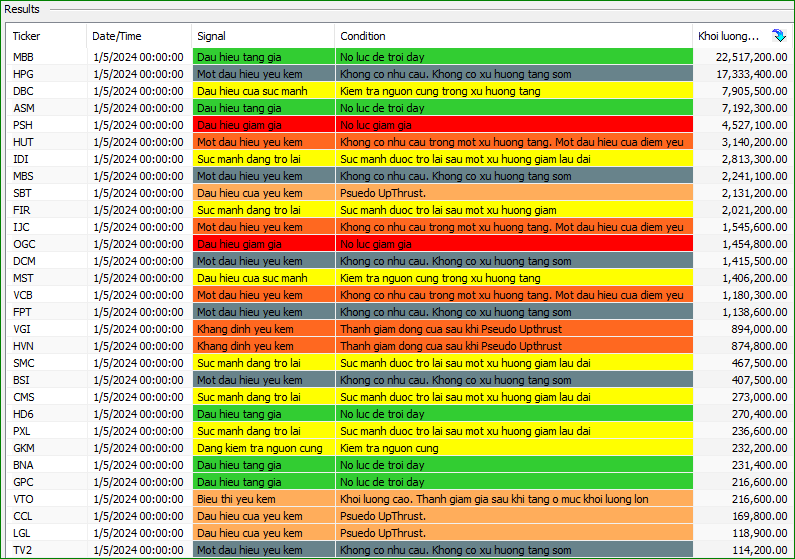 Results
Ticker Date/Time Signal Condition Khoi luong...
MBB 1/5/2024 00:00:00 Dau hieu tang gia No luc de troi day 22,517,200.00
HPG 1/5/2024 00:00:00 Mot dau hieu yeu kem Khong co nhu cau. Khong co xu huong tang som 17,333,400.00
DBC 1/5/2024 00:00:00 Dau hieu cua suc manh Kiem tra nguon cung trong xu huong tang 7,905,500.00
ASM 1/5/2024 00:00:00 Dau hieu tang gia No luc de troi day 7,192,300.00
PSH 1/5/2024 00:00:00 Dau hieu giam gia No luc giam gia 4,527,100.00
HUT 1/5/2024 00:00:00 Mot dau hieu yeu kem Khong co nhu cau trong mot xu huong tang. Mot dau hieu cua diem yeu 3,140,200.00
IDI 1/5/2024 00:00:00 Suc manh dang tro lai Suc manh duoc tro lai sau mot xu huong giam lau dai 2,813,300.00
MBS 1/5/2024 00:00:00 Mot dau hieu yeu kem Khong co nhu cau. Khong co xu huong tang som 2,241,100.00
SBT 1/5/2024 00:00:00 Dau hieu cua yeu kem Psuedo UpThrust. 2,131,200.00
FIR 1/5/2024 00:00:00 Suc manh dang tro lai Suc manh duoc tro lai sau mot xu huong giam 2,021,200.00
IJC 1/5/2024 00:00:00 Mot dau hieu yeu kem Khong co nhu cau trong mot xu huong tang. Mot dau hieu cua diem yeu 1,545,600.00
OGC 1/5/2024 00:00:00 Dau hieu giam gia No luc giam gia 1,454,800.00
DCM 1/5/2024 00:00:00 Mot dau hieu yeu kem Khong co nhu cau. Khong co xu huong tang som 1,415,500.00
MST 1/5/2024 00:00:00 Dau hieu cua suc manh Kiem tra nguon cung trong xu huong tang 1,406,200.00
VCB 1/5/2024 00:00:00 Mot dau hieu yeu kem Khong co nhu cau trong mot xu huong tang. Mot dau hieu cua diem yeu 1,180,300.00
FPT 1/5/2024 00:00:00 Mot dau hieu yeu kem Khong co nhu cau. Khong co xu huong tang som 1,138,600.00
VGI 1/5/2024 00:00:00 Khang dinh yeu kem Thanh giam dong cua sau khi Pseudo Upthrust 894,000.00
HVN 1/5/2024 00:00:00 Khang dinh yeu kem Thanh giam dong cua sau khi Pseudo Upthrust 874,800.00
SMC 1/5/2024 00:00:00 Suc manh dang tro lai Suc manh duoc tro lai sau mot xu huong giam lau dai 467,500.00
BSI 1/5/2024 00:00:00 Mot dau hieu yeu kem Khong co nhu cau. Khong co xu huong tang som 407,500.00
CMS 1/5/2024 00:00:00 Suc manh dang tro lai Suc manh duoc tro lai sau mot xu huong giam lau dai 273,000.00
HD6 1/5/2024 00:00:00 Dau hieu tang gia No luc de troi day 270,400.00
PXL 1/5/2024 00:00:00 Suc manh dang tro lai Suc manh duoc tro lai sau mot xu huong giam lau dai 236,600.00
GKM 1/5/2024 00:00:00 Dang kiem tra nguon cung Kiem tra nguon cung 232,200.00
BNA 1/5/2024 00:00:00 Dau hieu tang gia No luc de troi day 231,400.00
GPC 1/5/2024 00:00:00 Dau hieu tang gia No luc de troi day 216,600.00
VTO 1/5/2024 00:00:00 Bieu thi yeu kem Khoi luong cao. Thanh giam gia sau khi tang o muc khoi luong lon 216,600.00
CCL 1/5/2024 00:00:00 Dau hieu cua yeu kem Psuedo UpThrust. 169,800.00
LGL 1/5/2024 00:00:00 Dau hieu cua yeu kem Psuedo UpThrust. 118,900.00
TV2 1/5/2024 00:00:00 Mot dau hieu yeu kem Khong co nhu cau. Khong co xu huong tang som 114,200.00